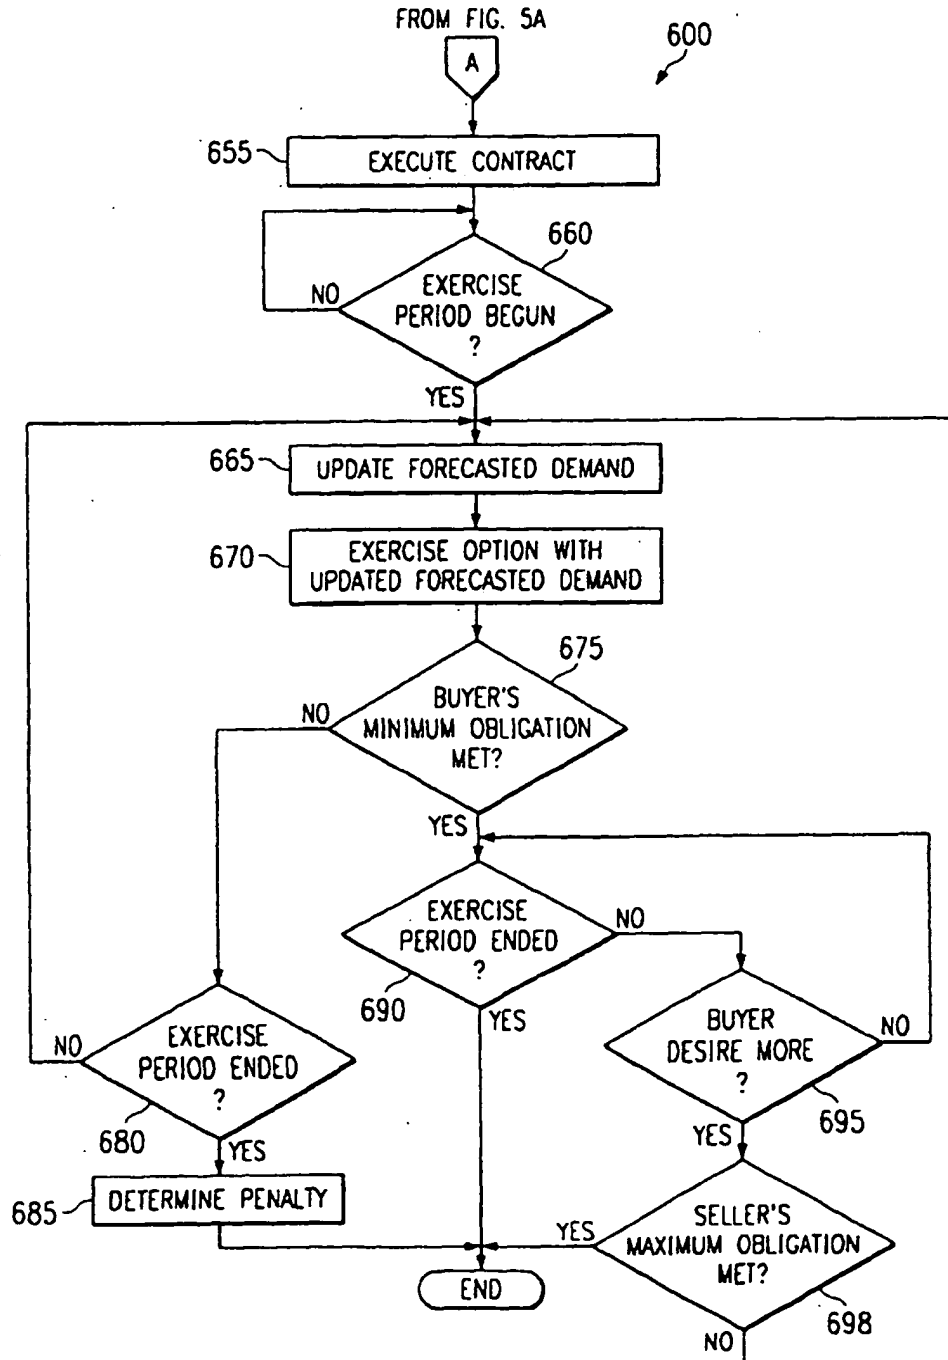 FROM FIG. 5A
A
600
655
EXECUTE CONTRACT
660
EXERCISE
PERIOD BEGUN
?
NO
YES
665
UPDATE FORECASTED DEMAND
670
EXERCISE OPTION WITH
UPDATED FORECASTED DEMAND
675
BUYER'S
MINIMUM OBLIGATION
MET?
NO
YES
EXERCISE
PERIOD ENDED
?
NO
690
YES
BUYER
DESIRE MORE
?
NO
695
YES
EXERCISE
PERIOD ENDED
?
NO
680
YES
685
DETERMINE PENALTY
SELLER'S
MAXIMUM OBLIGATION
MET?
YES
698
NO
END